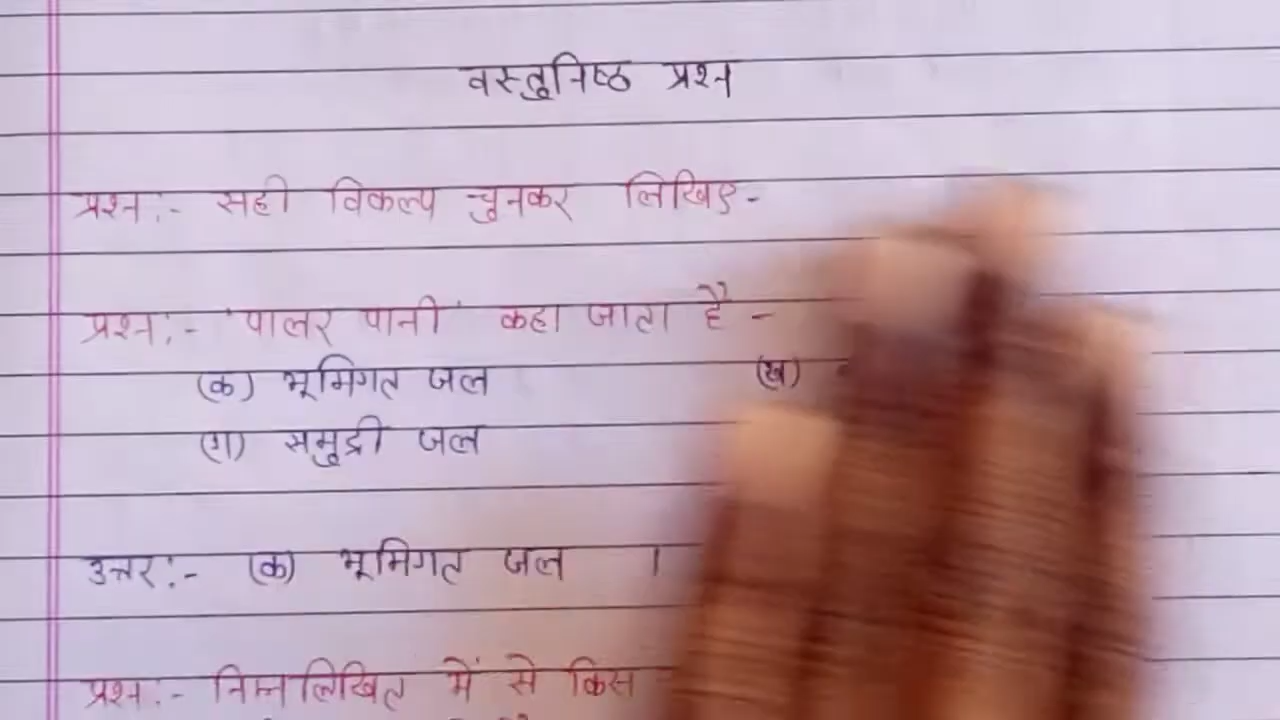 वस्तुनिष्ठ प्रश्न
प्रश्न:- सही विकल्प चुनकर लिखिए-
प्रश्न:- 'पालर पानी' कहा जाता है -
(क) भूमिगत जल (ख)
(ग) समुद्री जल
उत्तर:- (क) भूमिगत जल ।
प्रश्न:- निम्नलिखित में से किस